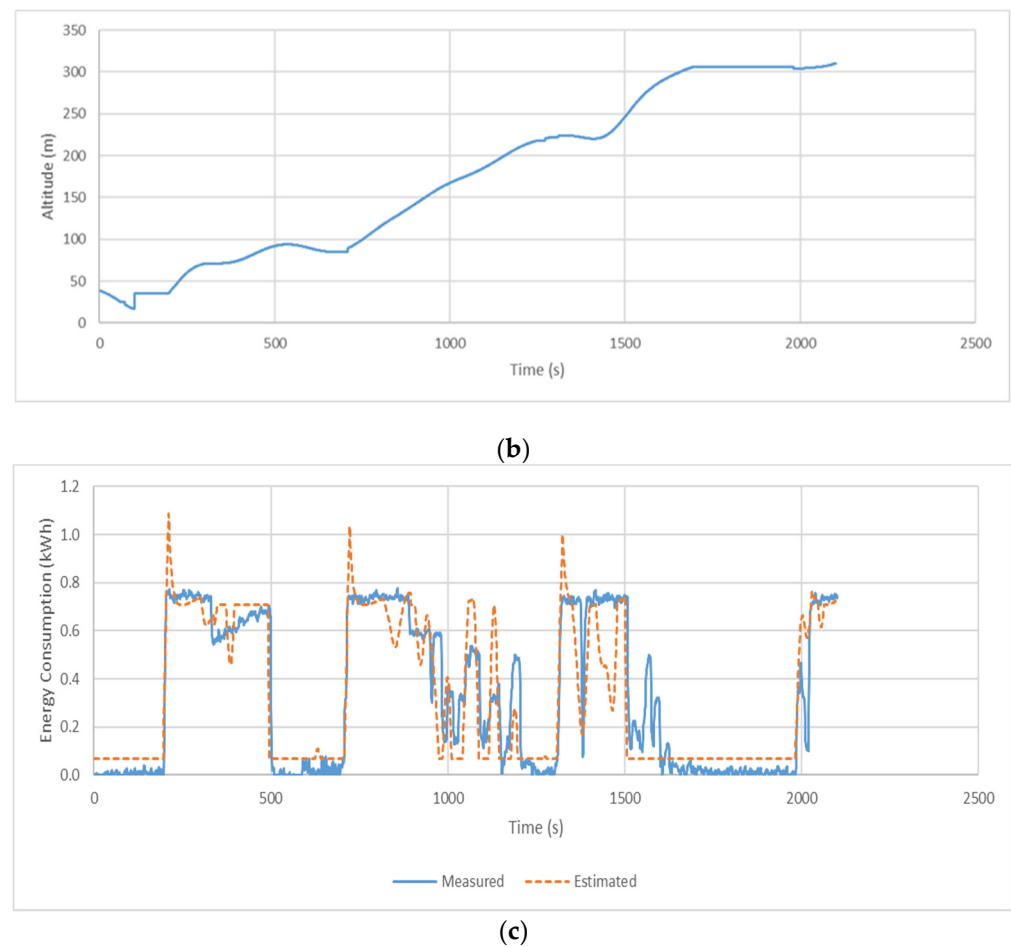 350
300
250
200
150
100
50
0
Altitude (m)
0 500 1000 1500 2000 2500
Time (s)
(b)
1.2
1.0
0.8
0.6
0.4
0.2
0.0
Energy Consumption (kWh)
0 500 1000 1500 2000 2500
Time (s)
Measured Estimated
(c)